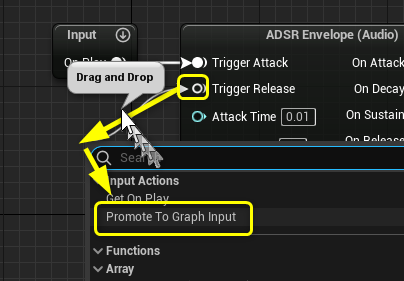 Input
ADSR Envelope (Audio)
On Play
Trigger Attack
On Attack
Drag and Drop
Trigger Release
On Decay
Attack Time
0.01
On Sustain
On Release
Search
Input Actions
Get On Play
Promote To Graph Input
Functions
Array